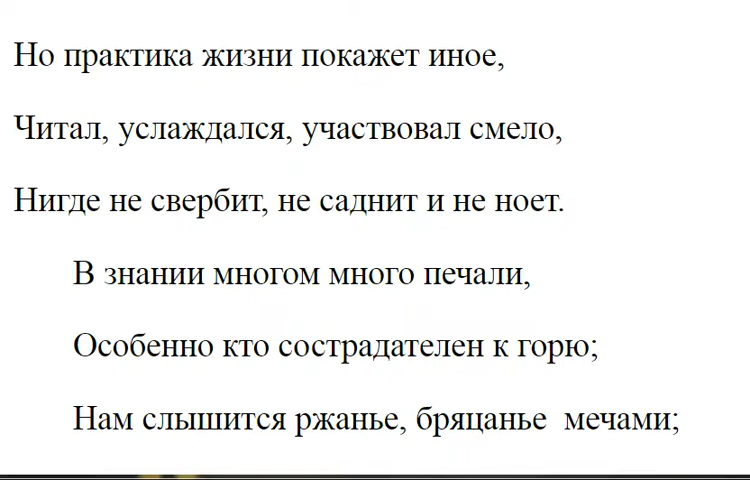 Но практика жизни покажет иное,
Читал, услаждался, участвовал смело,
Нигде не свербит, не саднит и не ноет.
В знании многом много печали,
Особенно кто сострадателен к горю;
Нам слышится ржанье, бряцанье  мечами;